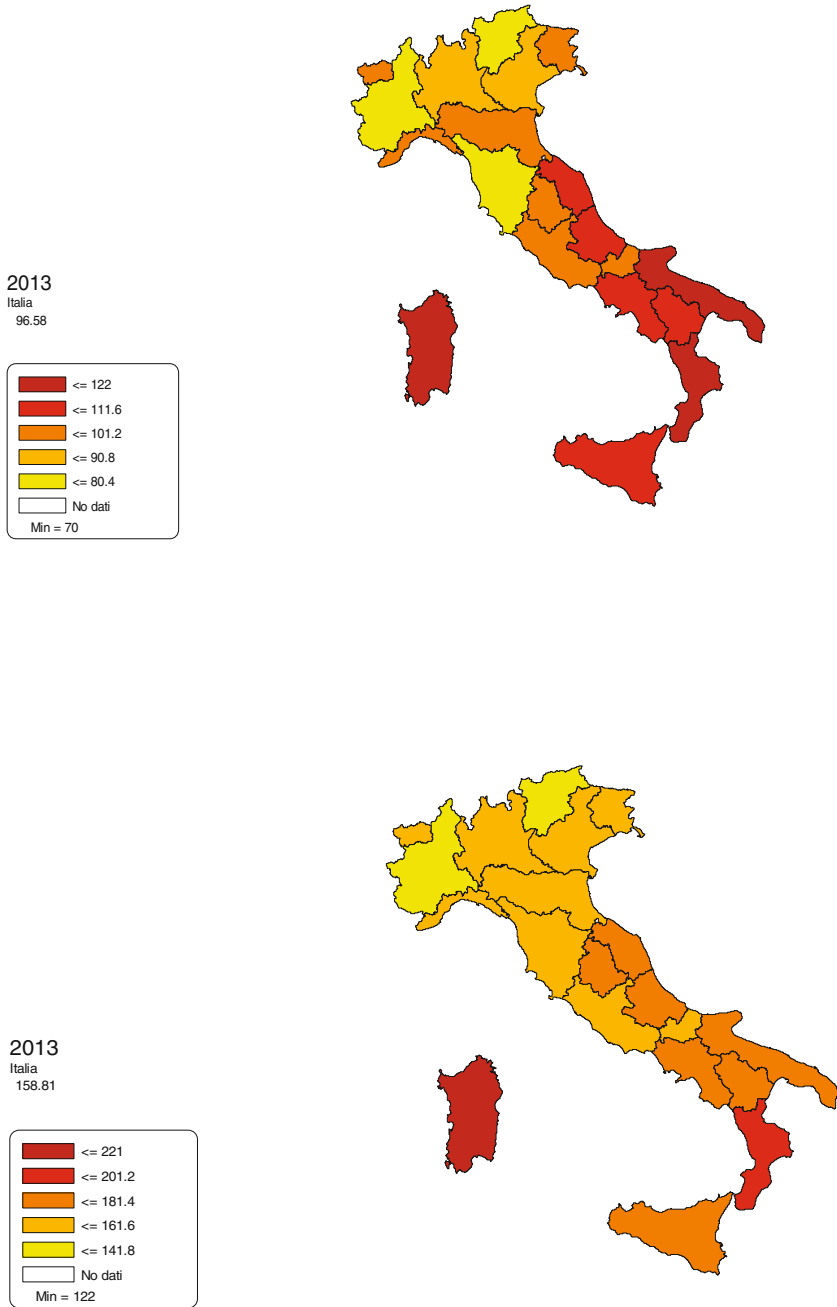 2013
Italia
96.58
<= 122
<= 111.6
<= 101.2
<= 90.8
<= 80.4
No dati
Min = 70
2013
Italia
158.81
<= 221
<= 201.2
<= 181.4
<= 161.6
<= 141.8
No dati
Min = 122